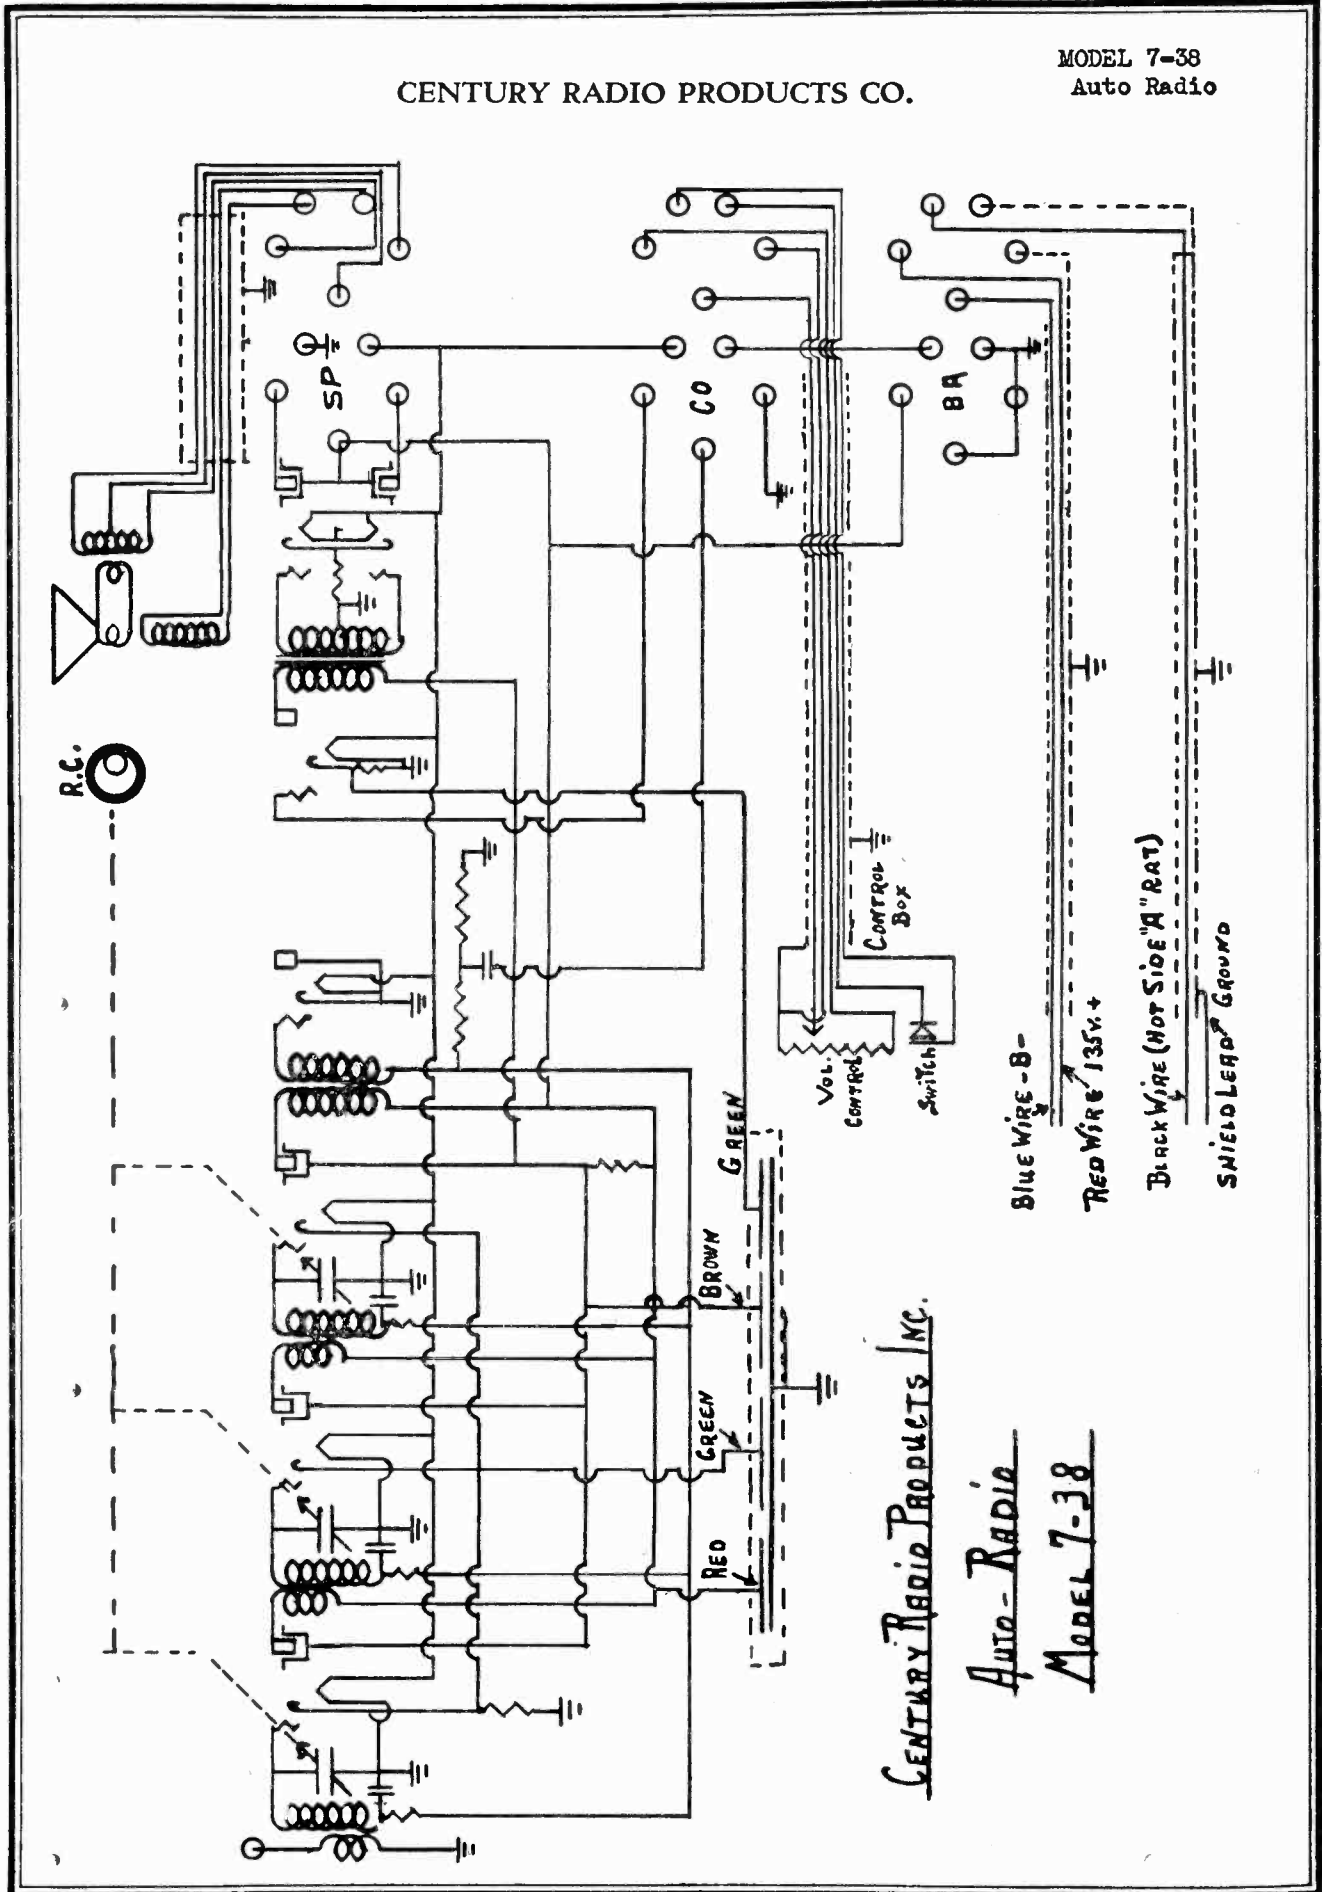 MODEL 7-38
Auto Radio
CENTURY RADIO PRODUCTS CO.
SP
CO
BA
R.C.
CONTROL
BOX
VOL.
CONTROL
SWITCH
BLUE WIRE-B-
RED WIRE 135V.+
BLACK WIRE (HOT SIDE "A" BAT)
SHIELD LEAD GROUND
GREEN
BROWN
GREEN
RED
CENTURY RADIO PRODUCTS INC.
AUTO-RADIO
MODEL 7-38